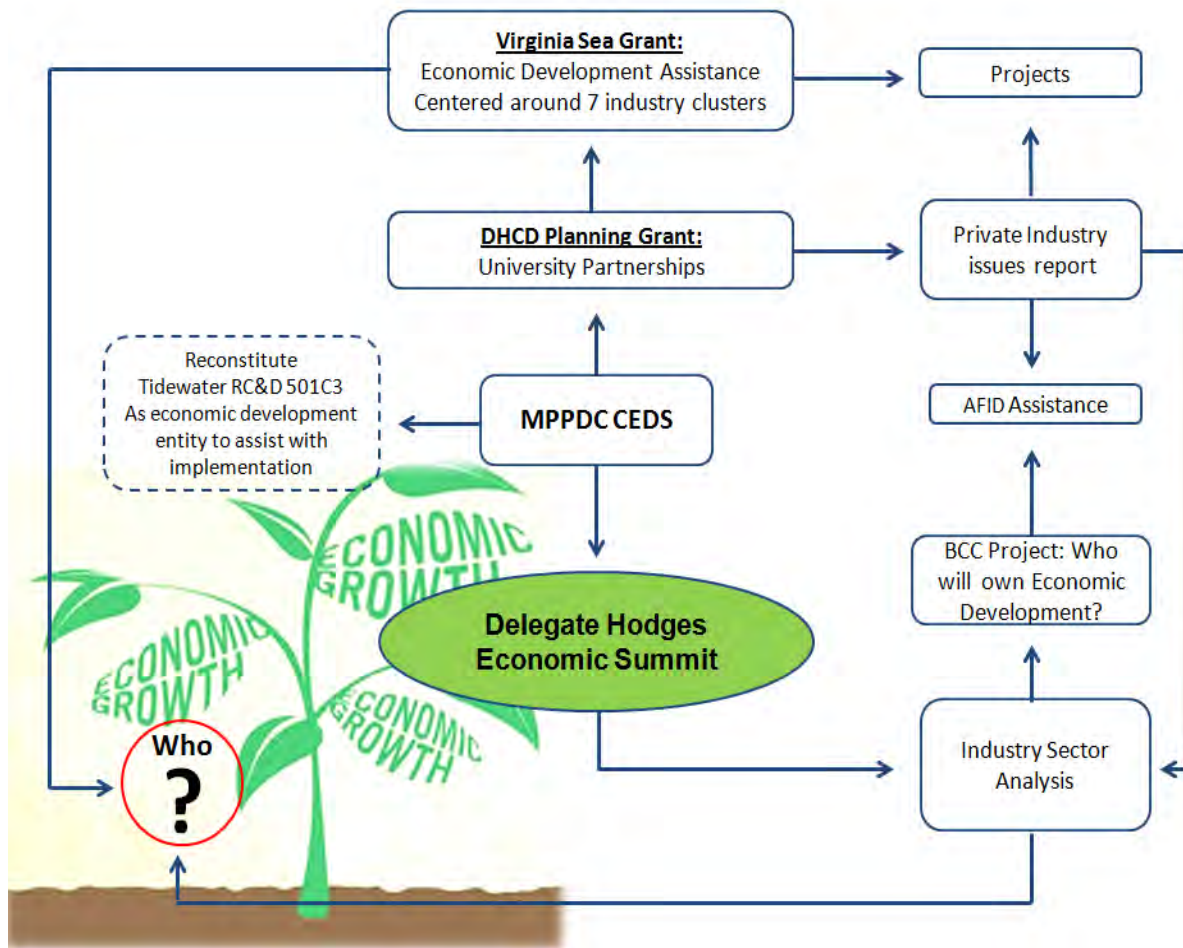 Virginia Sea Grant:
Economic Development Assistance
Centered around 7 industry clusters
Projects
DHCD Planning Grant:
University Partnerships
Private Industry
issues report
Reconstitute
Tidewater RC&D 501C3
As economic development
entity to assist with
implementation
MPPDC CEDS
AFID Assistance
BCC Project: Who
will own Economic
Development?
ECONOMIC
GROWTH
Delegate Hodges
Economic Summit
ECONOMIC
GROWTH
ECONOMIC
GROWTH
Who
?
Industry Sector
Analysis